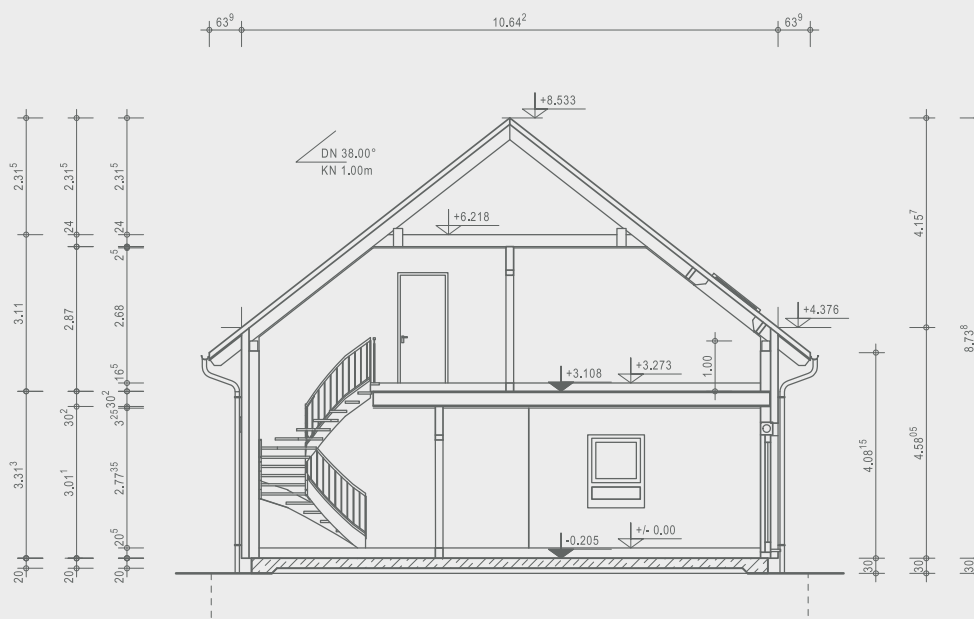 63⁹ 10.64² 63⁹
+8.533
DN 38.00°
KN 1.00m
+6.218
+4.376
1.00
+3.108 +3.273
+/- 0.00
-0.205
2.31⁵ 3.11 3.31³ 20
2.31⁵ 24 2.87 30² 3.01¹ 20
2.31⁵ 24 2⁵ 2.68 16⁵ 30² 3²⁵ 2.77³⁵ 20⁵ 20
4.08¹⁵ 30
4.15⁷ 4.58⁰⁵ 30
8.73⁸ 30